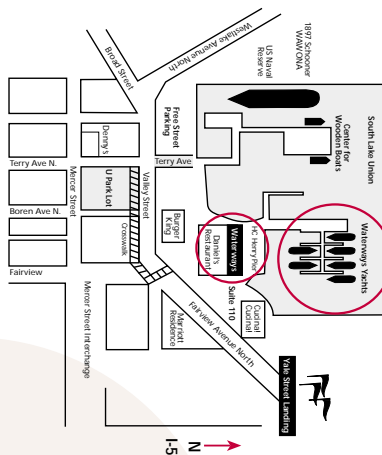 1897 Schooner
WAWONA
US Naval
Reserve
South Lake Union
Center for
Wooden Boats
Waterways Yachts
Westlake Avenue North
Broad Street
Free Street
Parking
Terry Ave
HC Henry Pier
Waterways
Daniel's
Restaurant
Suite 110
Cucina!
Cucina!
Burger
King
Denny's
Valley Street
U Park Lot
Crosswalk
Terry Ave N.
Mercer Street
Boren Ave N.
Fairview
Marriott
Residence
Fairview Avenue North
Yale Street Landing
Mercer Street Interchange
N
I-5